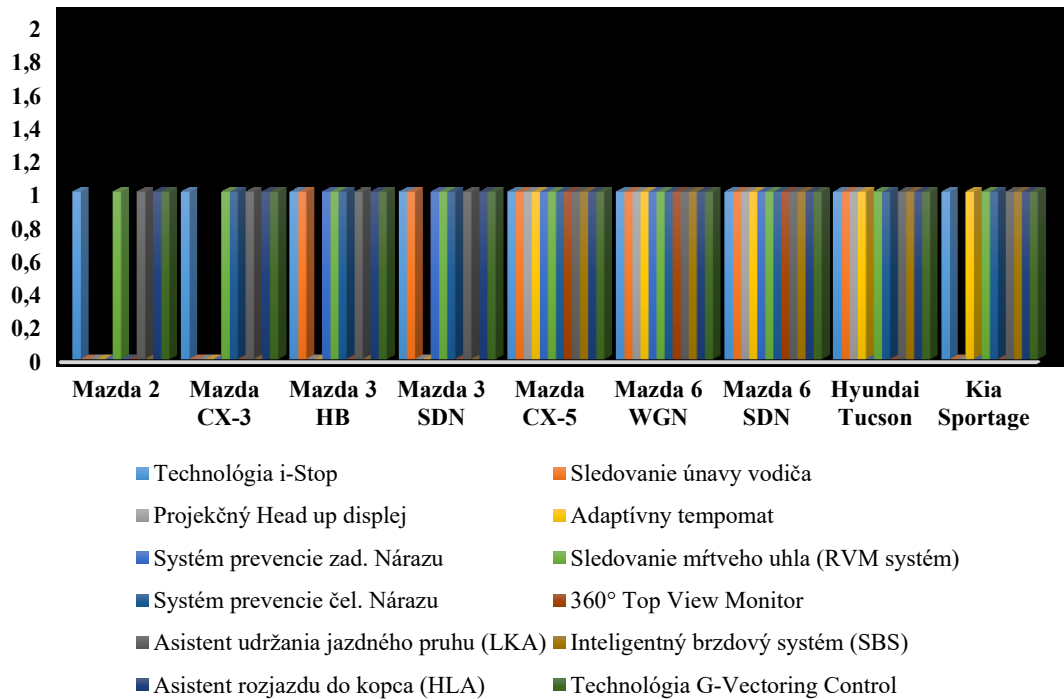 2
1,8
1,6
1,4
1,2
1
0,8
0,6
0,4
0,2
0
Mazda 2
Mazda CX-3
Mazda 3 HB
Mazda 3 SDN
Mazda CX-5
Mazda 6 WGN
Mazda 6 SDN
Hyundai Tucson
Kia Sportage
Technológia i-Stop
Sledovanie únavy vodiča
Projekčný Head up displej
Adaptívny tempomat
Systém prevencie zad. Nárazu
Sledovanie mŕtveho uhla (RVM systém)
Systém prevencie čel. Nárazu
360° Top View Monitor
Asistent udržania jazdného pruhu (LKA)
Inteligentný brzdový systém (SBS)
Asistent rozjazdu do kopca (HLA)
Technológia G-Vectoring Control